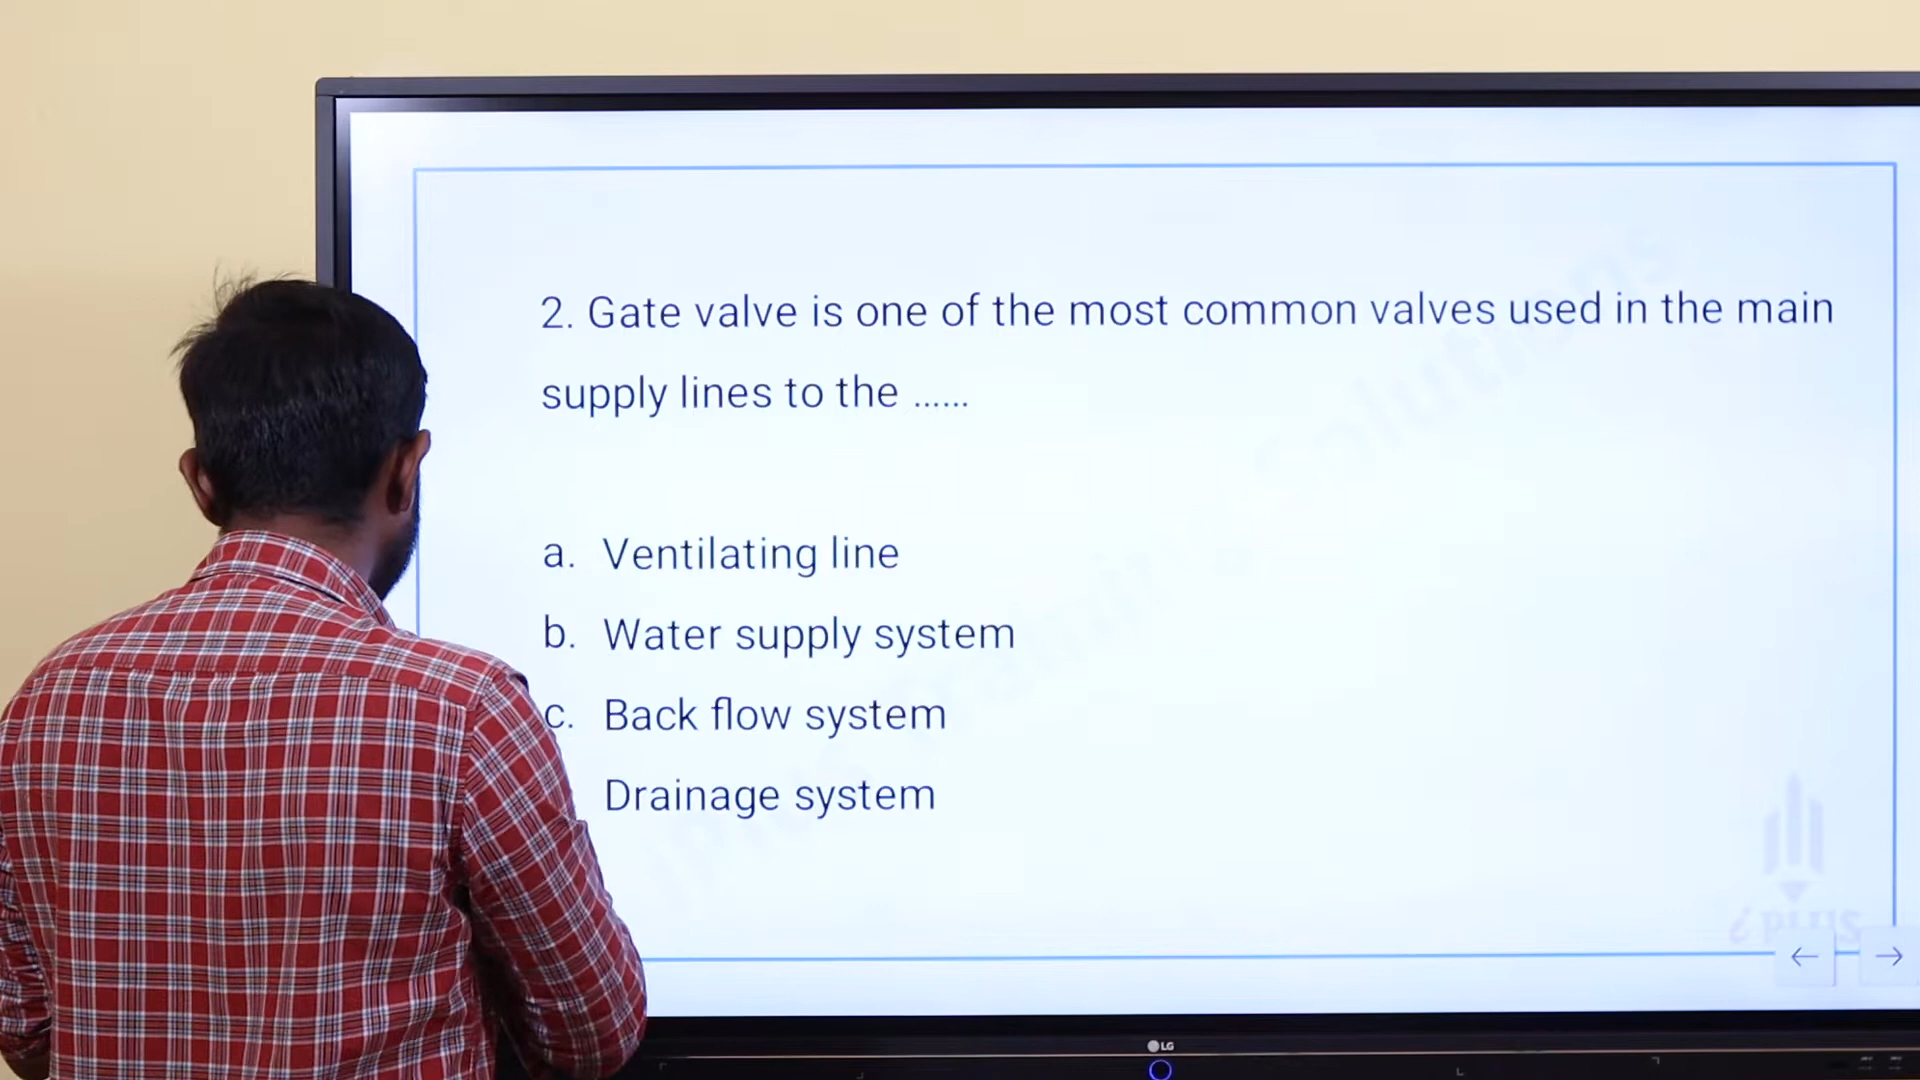 2. Gate valve is one of the most common valves used in the main
supply lines to the ......
a. Ventilating line
b. Water supply system
c. Back flow system
Drainage system
iplus
LG